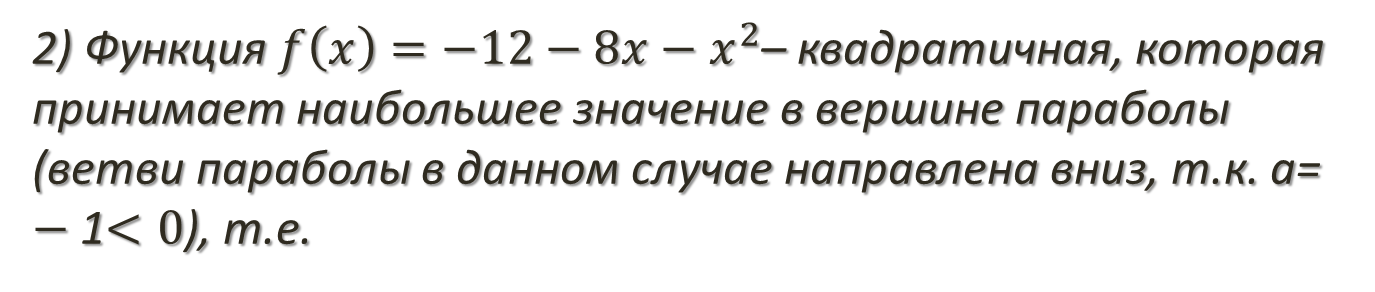 2) Функция f(x) = −12 − 8x − x²– квадратичная, которая
принимает наибольшее значение в вершине параболы
(ветви параболы в данном случае направлена вниз, т.к. а=
− 1< 0), т.е.